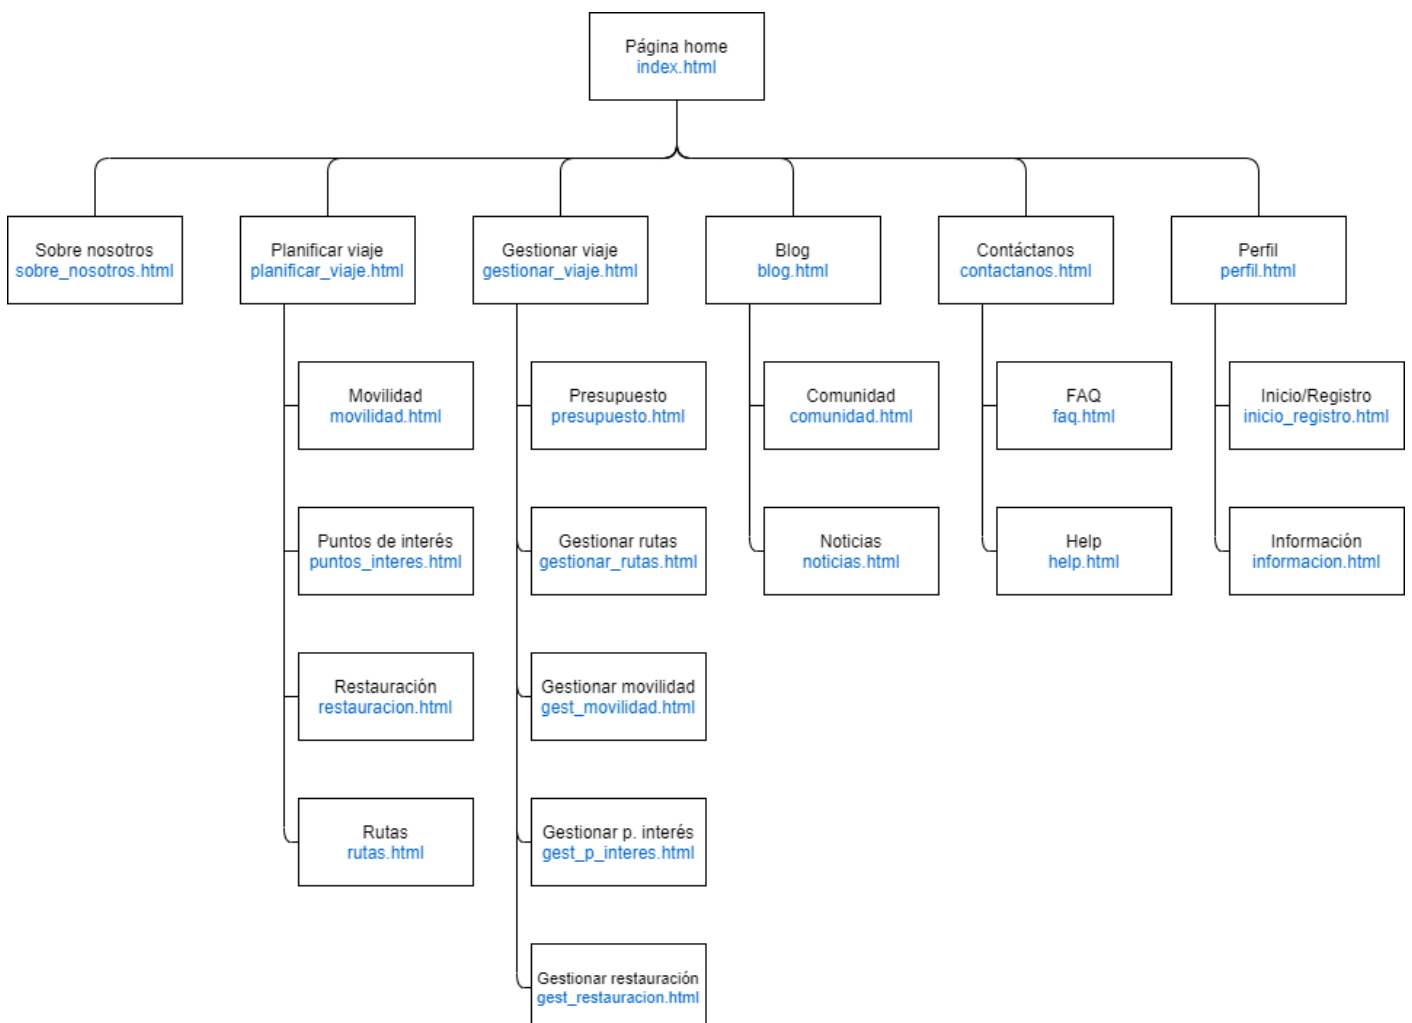 Página home
index.html
Sobre nosotros
sobre_nosotros.html
Planificar viaje
planificar_viaje.html
Gestionar viaje
gestionar_viaje.html
Blog
blog.html
Contáctanos
contactanos.html
Perfil
perfil.html
Movilidad
movilidad.html
Presupuesto
presupuesto.html
Comunidad
comunidad.html
FAQ
faq.html
Inicio/Registro
inicio_registro.html
Puntos de interés
puntos_interes.html
Gestionar rutas
gestionar_rutas.html
Noticias
noticias.html
Help
help.html
Información
informacion.html
Restauración
restauracion.html
Gestionar movilidad
gest_movilidad.html
Rutas
rutas.html
Gestionar p. interés
gest_p_interes.html
Gestionar restauración
gest_restauracion.html